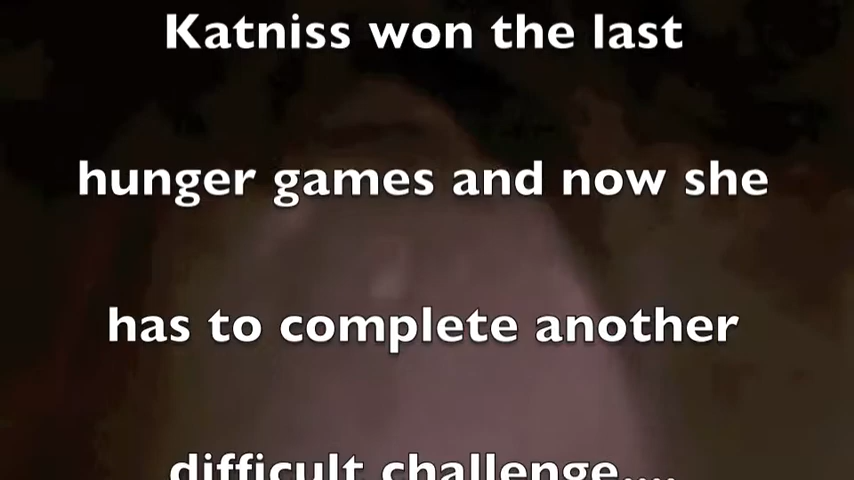 Katniss won the last
hunger games and now she
has to complete another
difficult challenge....